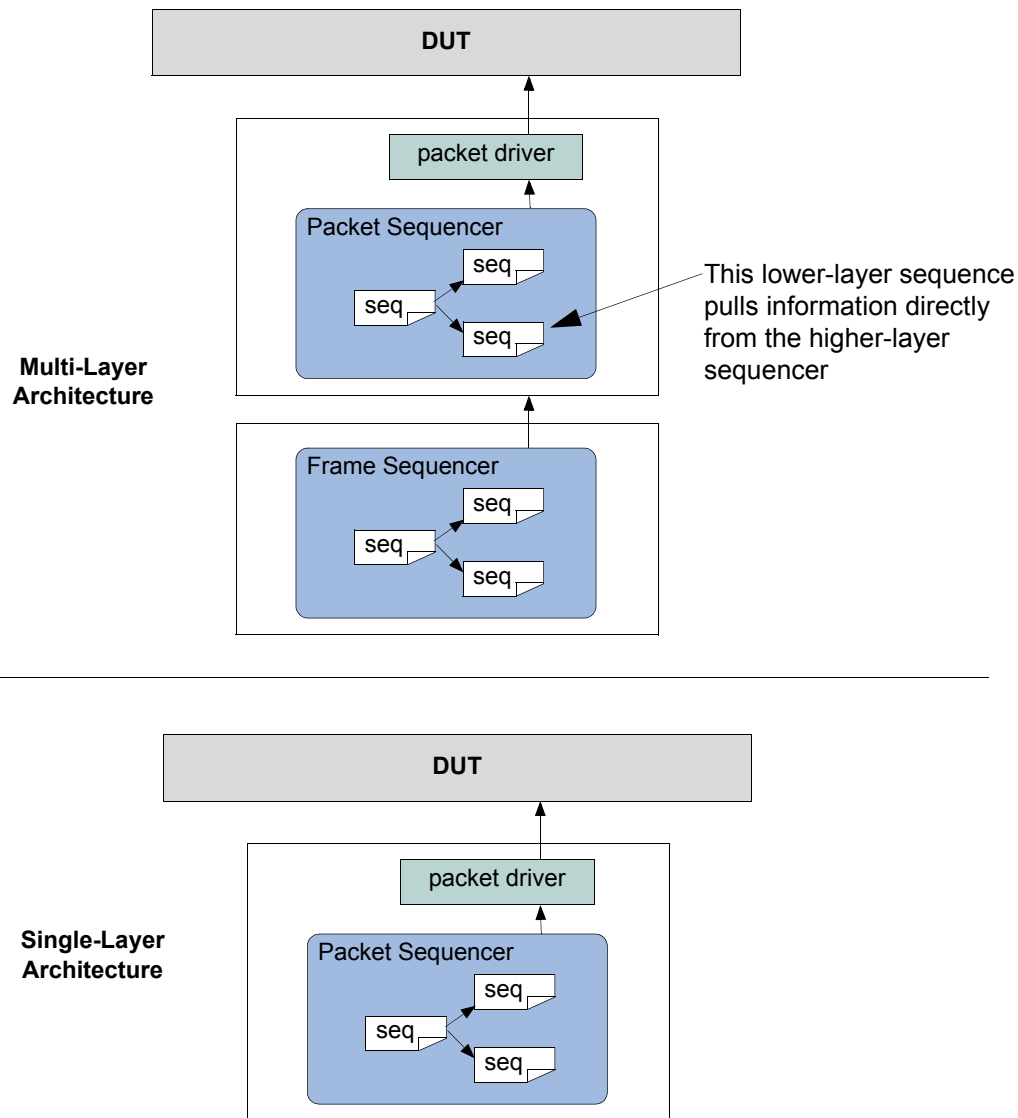 DUT
packet driver
Packet Sequencer
seq
seq
seq
This lower-layer sequence
pulls information directly
from the higher-layer
sequencer
Multi-Layer
Architecture
Frame Sequencer
seq
seq
seq
DUT
packet driver
Single-Layer
Architecture
Packet Sequencer
seq
seq
seq